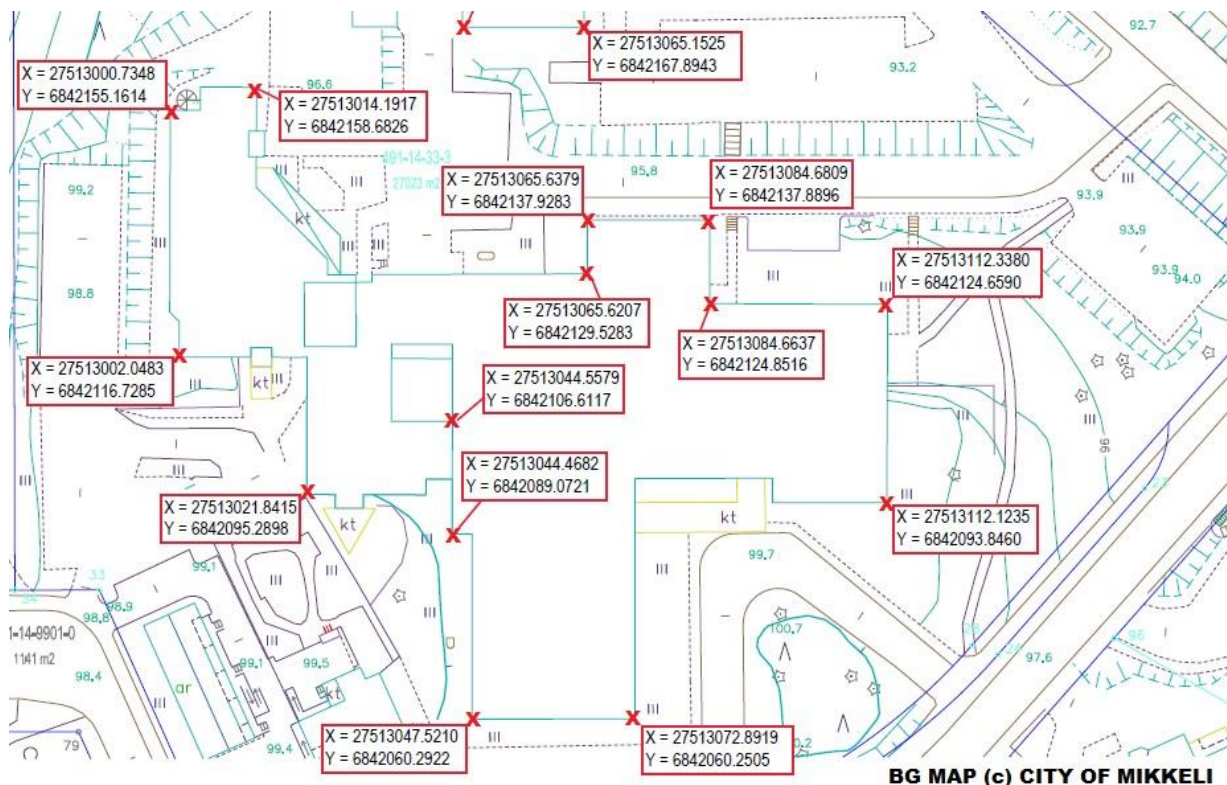 92.7
X = 27513065.1525
Y = 6842167.8943
93.2
X = 27513000.7348
Y = 6842155.1614
96.6
X = 27513014.1917
Y = 6842158.6826
491-14-33-3
27023 m2
95.8
99.2
X = 27513065.6379
Y = 6842137.9283
X = 27513084.6809
Y = 6842137.8896
93.9
93.9
kt
93.9
94.0
98.8
X = 27513112.3380
Y = 6842124.6590
X = 27513065.6207
Y = 6842129.5283
X = 27513084.6637
Y = 6842124.8516
X = 27513002.0483
Y = 6842116.7285
kt
X = 27513044.5579
Y = 6842106.6117
96
X = 27513044.4682
Y = 6842089.0721
X = 27513021.8415
Y = 6842095.2898
kt
kt
X = 27513112.1235
Y = 6842093.8460
99.7
99.1
33
34
98.9
98.8
1-14-9901-0
1141 m2
100.7
96
97.6
99.1
99.5
98.4
ar
kt
79
99.4
X = 27513047.5210
Y = 6842060.2922
X = 27513072.8919
Y = 6842060.2505
0.2
BG MAP (c) CITY OF MIKKELI